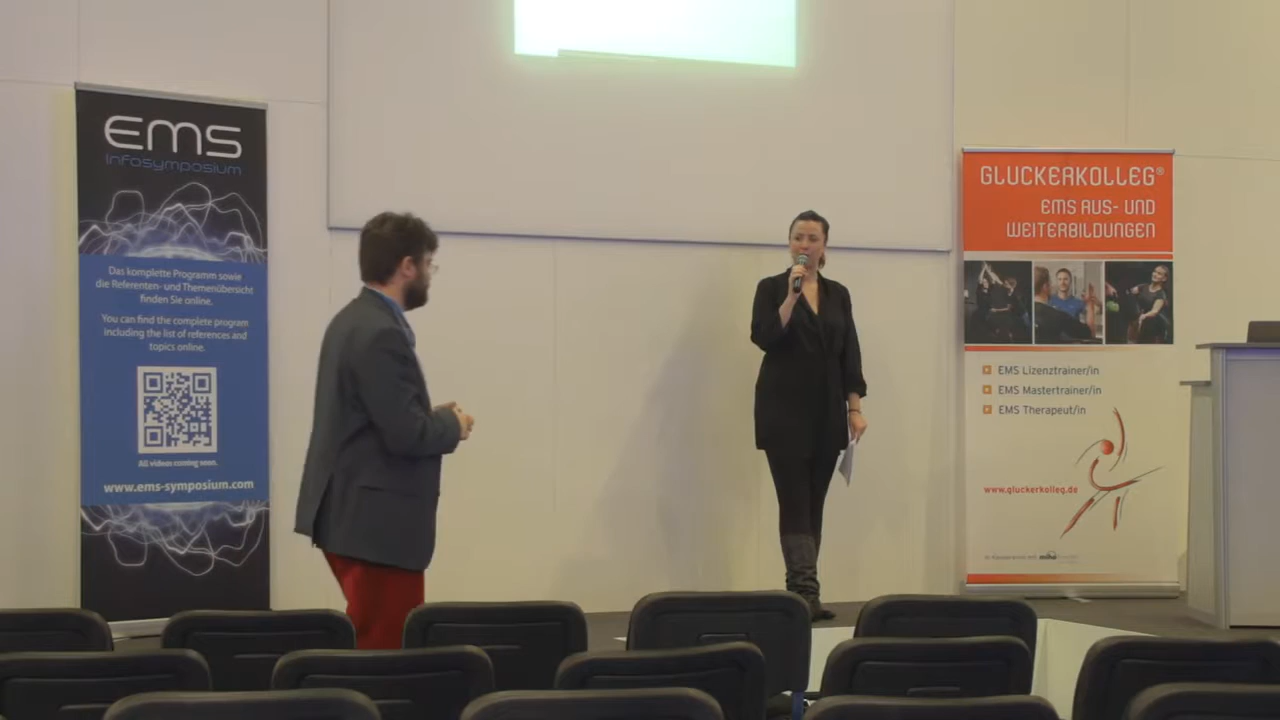 EMS
Infosymposium
Das komplette Programm sowie
die Referenten- und Themenübersicht
finden Sie online.
You can find the complete program
including the list of references and
topics online.
All videos coming soon.
www.ems-symposium.com
GLUCKERKOLLEG®
EMS AUS- UND
WEITERBILDUNGEN
EMS Lizenztrainer/in
EMS Mastertrainer/in
EMS Therapeut/in
www.gluckerkolleg.de